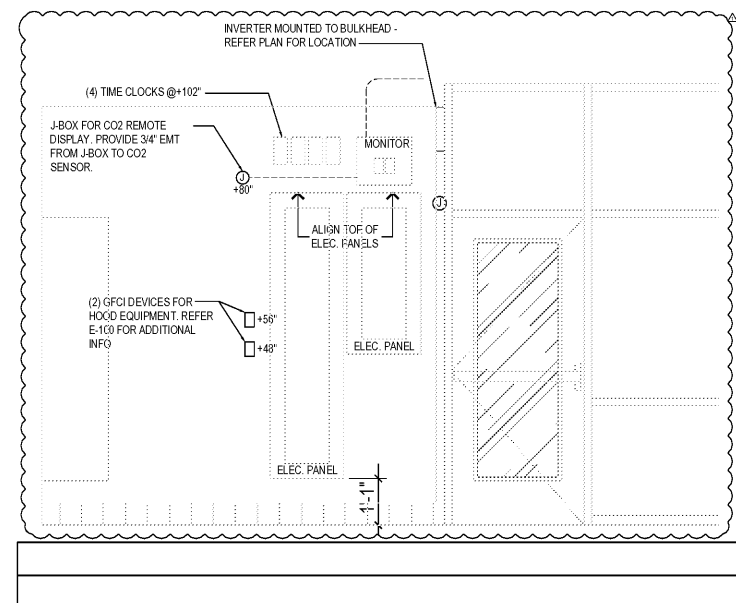 INVERTER MOUNTED TO BULKHEAD -
REFER PLAN FOR LOCATION
(4) TIME CLOCKS @+102"
J-BOX FOR CO2 REMOTE
DISPLAY. PROVIDE 3/4" EMT
FROM J-BOX TO CO2
SENSOR.
MONITOR
J
+80"
J
ALIGN TOP OF
ELEC. PANELS
(2) GFCI DEVICES FOR
HOOD EQUIPMENT. REFER
E-100 FOR ADDITIONAL
INFO
+56"
+48"
ELEC. PANEL
ELEC. PANEL
1'-1"